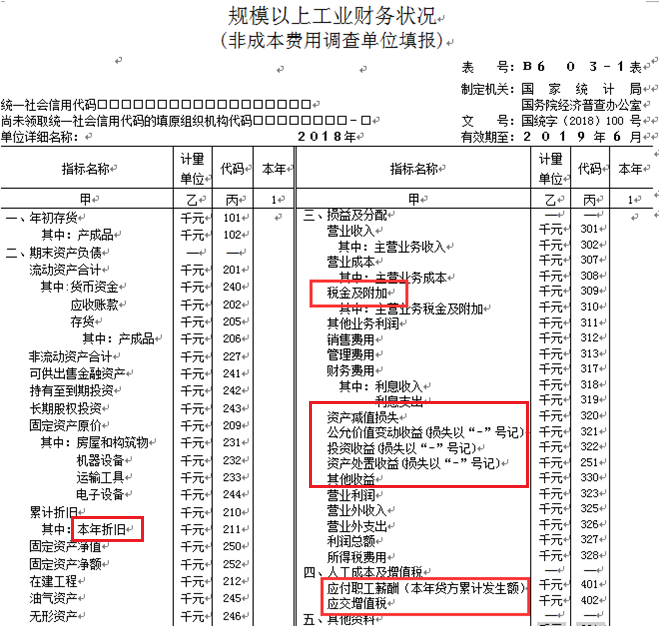 规模以上工业财务状况
(非成本费用调查单位填报)
表 号：B６０３-１表
制定机关：国家统计局
统一社会信用代码□□□□□□□□□□□□□□□□□□
国务院经济普查办公室
尚未领取统一社会信用代码的填原组织机构代码□□□□□□□□-□
文 号：国统字（2018）100 号
单位详细名称：
2018年
有效期至：２０１９年６月
指标名称 计量单位 代码 本年
甲 乙 丙 1
一、年初存货 千元 101
其中：产成品 千元 102
二、期末资产负债 — —
流动资产合计 千元 201
其中:货币资金 千元 240
应收账款 千元 202
存货 千元 205
其中：产成品 千元 206
非流动资产合计 千元 227
可供出售金融资产 千元 241
持有至到期投资 千元 242
长期股权投资 千元 243
固定资产原价 千元 209
其中：房屋和构筑物 千元 231
机器设备 千元 232
运输工具 千元 233
电子设备 千元 244
累计折旧 千元 210
其中：本年折旧 千元 211
固定资产净值 千元 250
固定资产净额 千元 252
在建工程 千元 212
油气资产 千元 245
无形资产 千元 246
指标名称 计量单位 代码 本年
甲 乙 丙 1
三、损益及分配 — —
营业收入 千元 301
其中：主营业务收入 千元 302
营业成本 千元 307
其中：主营业务成本 千元 308
税金及附加 千元 309
其中：主营业务税金及附加 千元 310
其他业务利润 千元 311
销售费用 千元 312
管理费用 千元 313
财务费用 千元 317
其中：利息收入 千元 318
利息支出 千元 319
资产减值损失 千元 320
公允价值变动收益(损失以“-”号记) 千元 321
投资收益(损失以“-”号记) 千元 322
资产处置收益(损失以“-”号记) 千元 251
其他收益 千元 330
营业利润 千元 323
营业外收入 千元 325
营业外支出 千元 326
利润总额 千元 327
所得税费用 千元 328
四、人工成本及增值税 — —
应付职工薪酬（本年贷方累计发生额） 千元 401
应交增值税 千元 402
五、其他资料